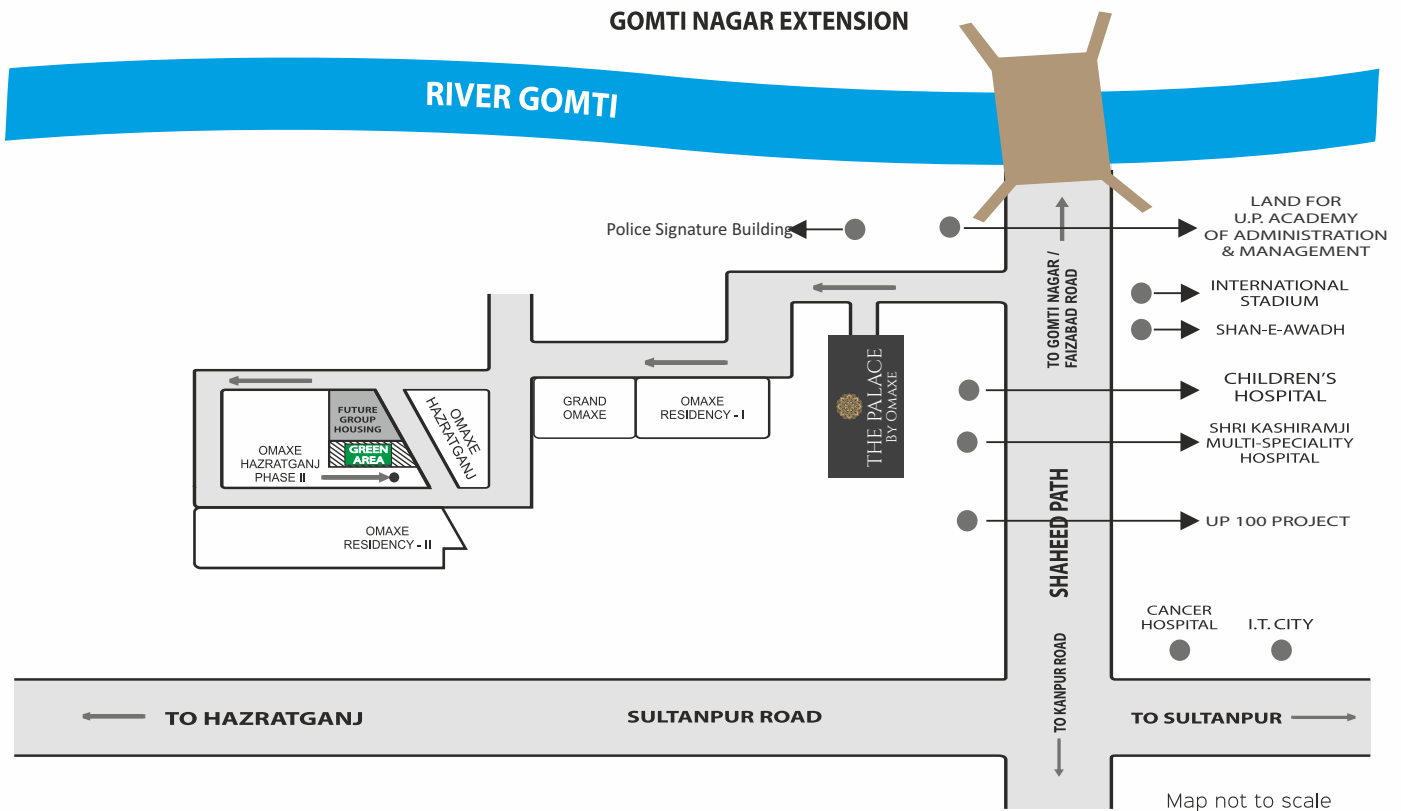 GOMTI NAGAR EXTENSION
RIVER GOMTI
Police Signature Building
LAND FOR
U.P. ACADEMY
OF ADMINISTRATION
& MANAGEMENT
TO GOMTI NAGAR /
FAIZABAD ROAD
INTERNATIONAL
STADIUM
SHAN-E-AWADH
CHILDREN'S
HOSPITAL
SHRI KASHIRAMJI
MULTI-SPECIALITY
HOSPITAL
UP 100 PROJECT
THE PALACE
BY OMAXE
OMAXE
RESIDENCY - I
GRAND
OMAXE
OMAXE
HAZRATGANJ
FUTURE
GROUP
HOUSING
GREEN
AREA
OMAXE
HAZRATGANJ
PHASE II
OMAXE
RESIDENCY - II
SHAHEED PATH
CANCER
HOSPITAL
I.T. CITY
TO KANPUR ROAD
TO HAZRATGANJ
SULTANPUR ROAD
TO SULTANPUR
Map not to scale